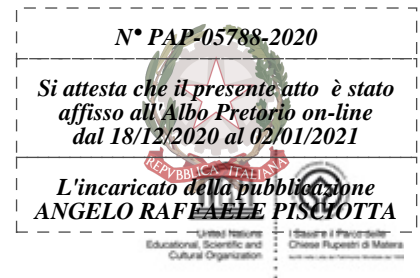 N° PAP-05788-2020
Si attesta che il presente atto è stato
affisso all'Albo Pretorio on-line
dal 18/12/2020 al 02/01/2021
L'incaricato della pubblicazione
ANGELO RAFFAELE PISCIOTTA
REPVBBLICA ITALIANA
United Nations
Educational, Scientific and
Cultural Organization
I Sassi e il Parco delle
Chiese Rupestri di Matera